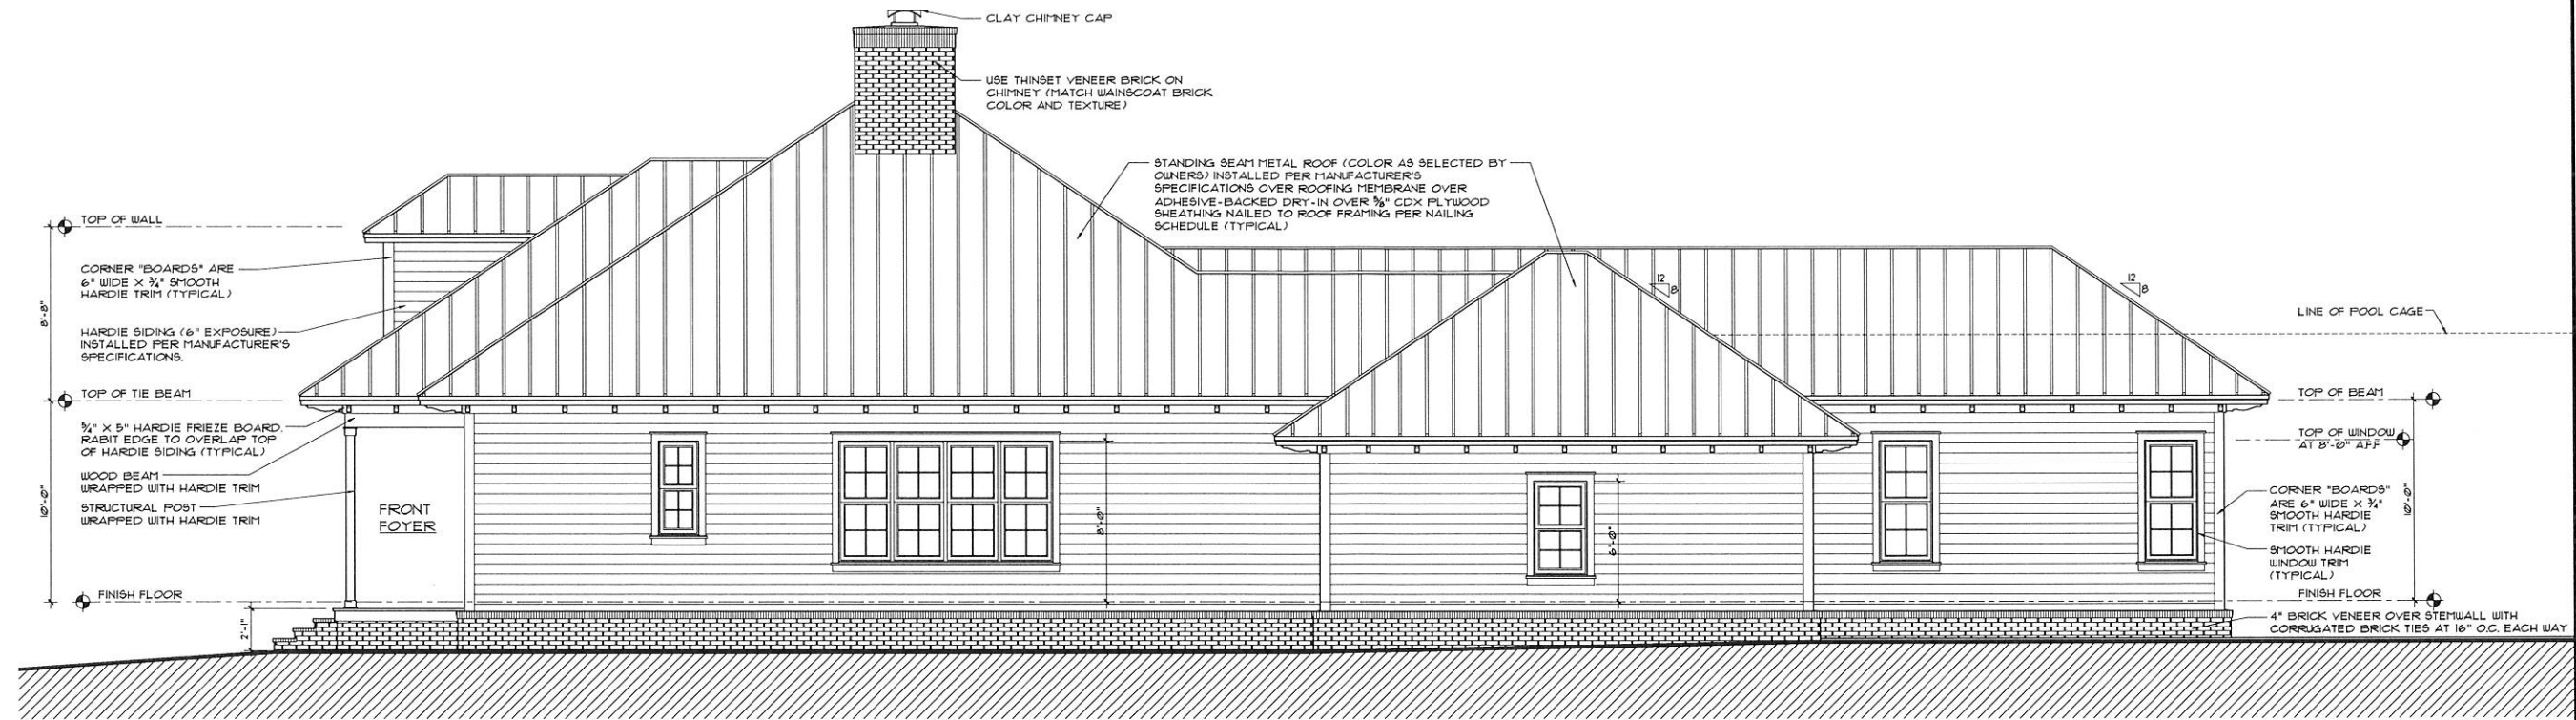 CLAY CHIMNEY CAP
USE THINSET VENEER BRICK ON
CHIMNEY (MATCH WAINSCOAT BRICK
COLOR AND TEXTURE)
STANDING SEAM METAL ROOF (COLOR AS SELECTED BY
OWNERS) INSTALLED PER MANUFACTURER'S
SPECIFICATIONS OVER ROOFING MEMBRANE OVER
ADHESIVE-BACKED DRY-IN OVER ⅝" CDX PLYWOOD
SHEATHING NAILED TO ROOF FRAMING PER NAILING
SCHEDULE (TYPICAL)
TOP OF WALL
CORNER "BOARDS" ARE
6" WIDE X ¾" SMOOTH
HARDIE TRIM (TYPICAL)
8'-8"
HARDIE SIDING (6" EXPOSURE)
INSTALLED PER MANUFACTURER'S
SPECIFICATIONS.
TOP OF TIE BEAM
5/4" X 5" HARDIE FRIEZE BOARD.
RABIT EDGE TO OVERLAP TOP
OF HARDIE SIDING (TYPICAL)
WOOD BEAM
WRAPPED WITH HARDIE TRIM
10'-0"
STRUCTURAL POST
WRAPPED WITH HARDIE TRIM
FRONT
FOYER
FINISH FLOOR
2'-1"
8'-0"
6'-0"
12
8
12
8
LINE OF POOL CAGE
TOP OF BEAM
TOP OF WINDOW
AT 8'-0" A.F.F
CORNER "BOARDS"
ARE 6" WIDE X ¾"
SMOOTH HARDIE
TRIM (TYPICAL)
10'-0"
SMOOTH HARDIE
WINDOW TRIM
(TYPICAL)
FINISH FLOOR
4" BRICK VENEER OVER STEMWALL WITH
CORRUGATED BRICK TIES AT 16" O.C. EACH WAY